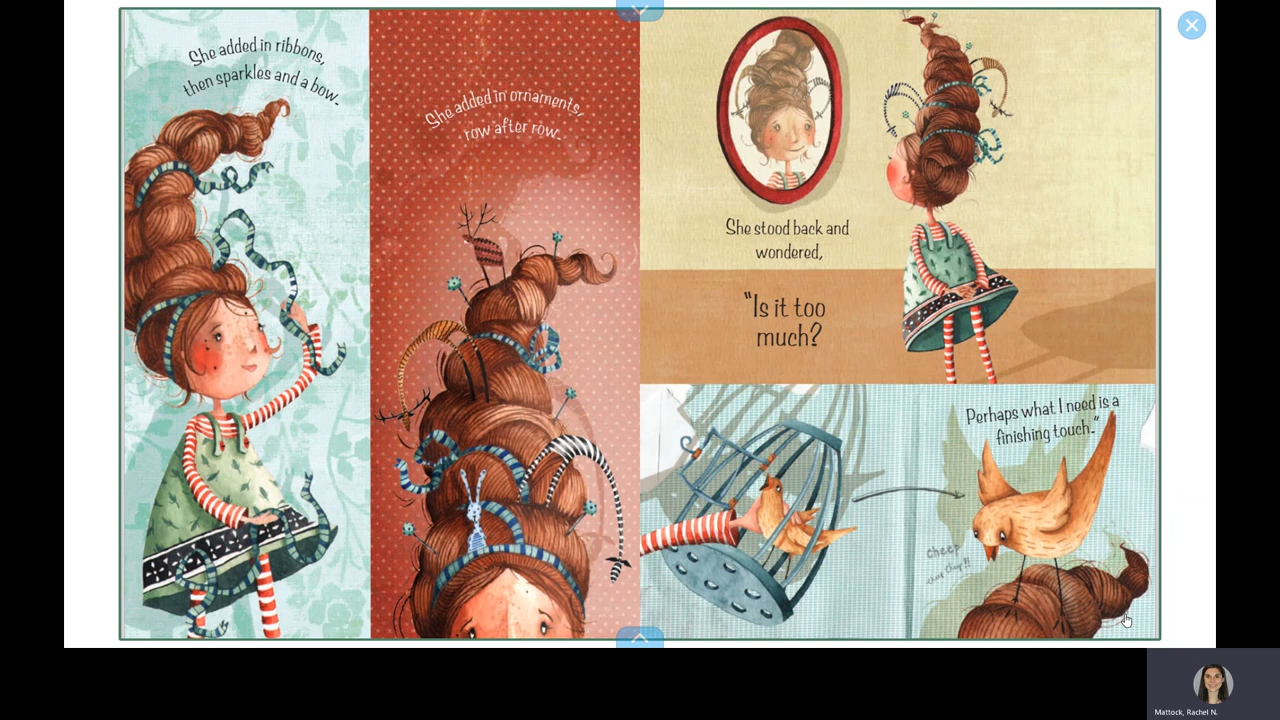 She added in ribbons,
then sparkles and a bow.
She added in ornaments,
row after row.
She stood back and
wondered,
“Is it too
much?
Perhaps what I need is a
finishing touch.”
cheep
Mattock, Rachel N.